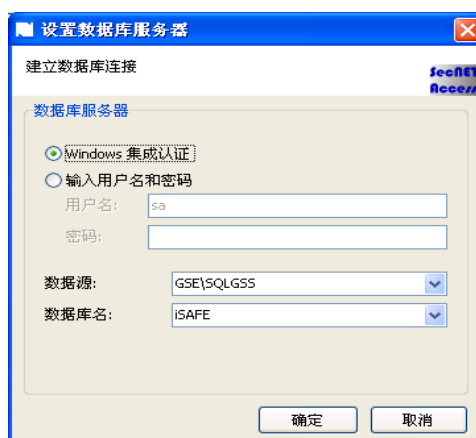 设置数据库服务器
建立数据库连接
SecNET
Access
数据库服务器
Windows 集成认证
输入用户名和密码
用户名: sa
密码:
数据源: GSE\SQLGSS
数据库名: iSAFE
确定 取消